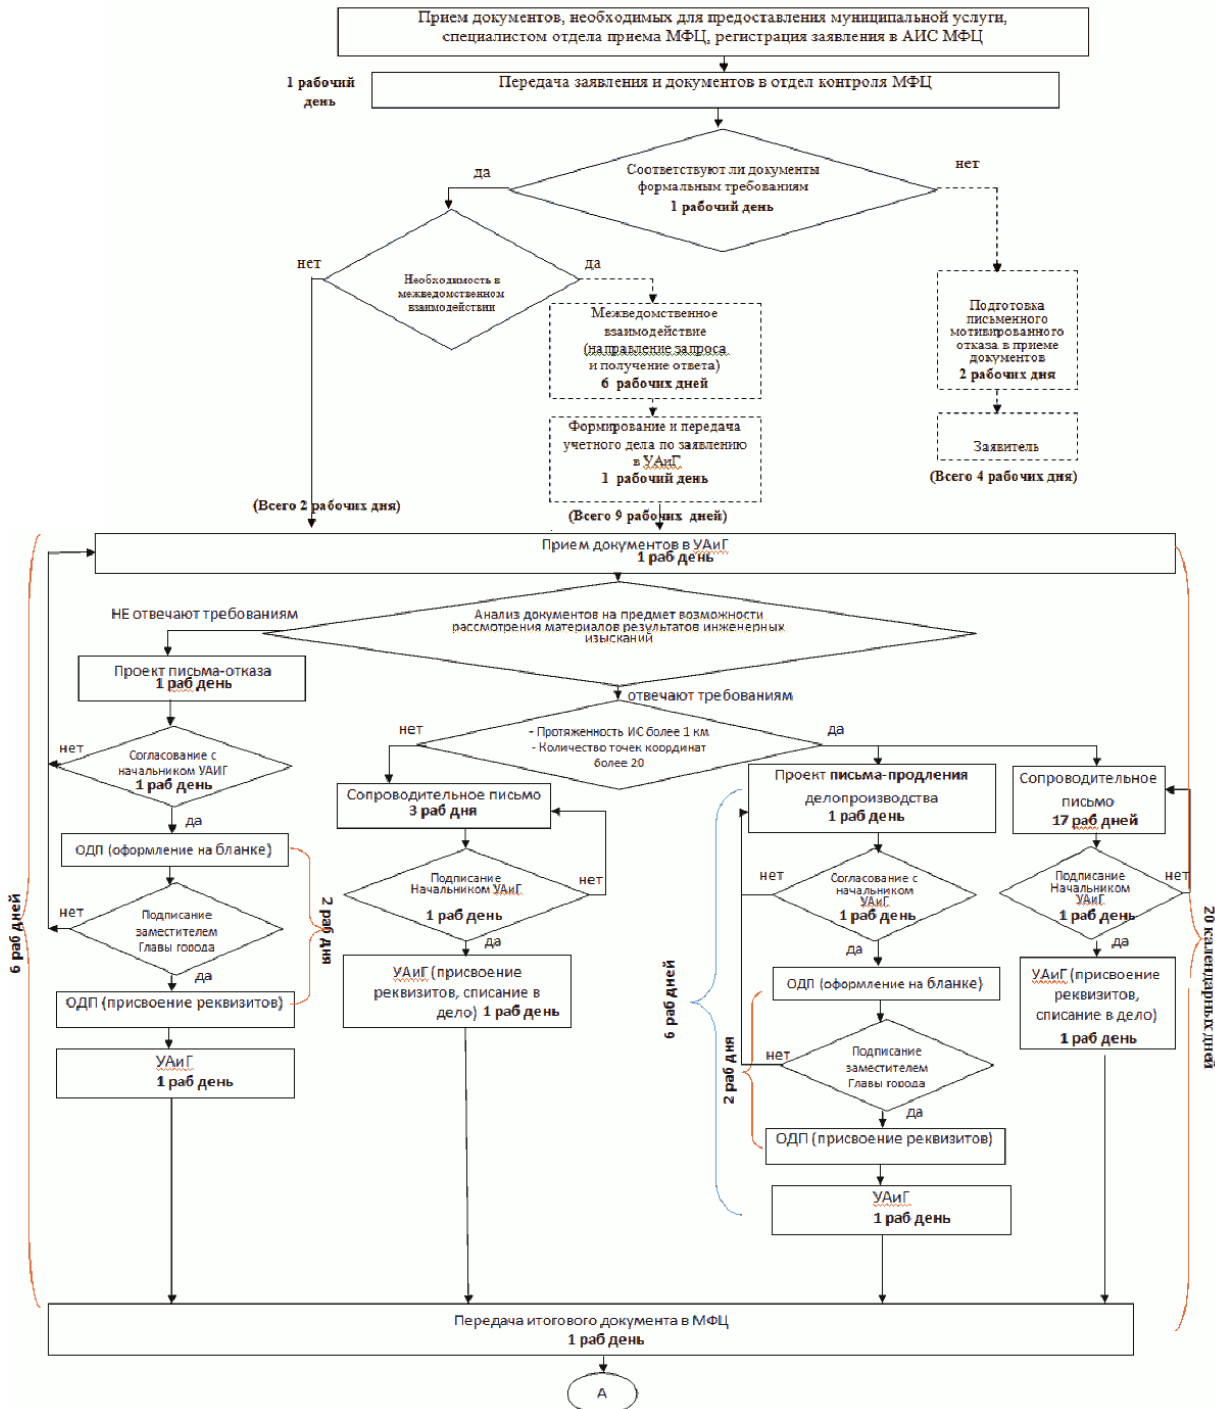 Прием документов, необходимых для предоставления муниципальной услуги,
специалистом отдела приема МФЦ, регистрация заявления в АИС МФЦ
1 рабочий
день
Передача заявления и документов в отдел контроля МФЦ
Соответствуют ли документы
формальным требованиям
1 рабочий день
да
нет
Необходимость в
межведомственном
взаимодействии
нет
да
Межведомственное
взаимодействие
(направление запроса
и получение ответа)
6 рабочих дней
Подготовка
письменного
мотивированного
отказа в приеме
документов
2 рабочих дня
Формирование и передача
учетного дела по заявлению
в УАиГ
1 рабочий день
Заявитель
(Всего 4 рабочих дня)
(Всего 2 рабочих дня)
(Всего 9 рабочих дней)
Прием документов в УАиГ
1 раб день
НЕ отвечают требованиям
Анализ документов на предмет возможности
рассмотрения материалов результатов инженерных
изысканий
отвечают требованиям
Проект письма-отказа
1 раб день
нет
- Протяженность ИС более 1 км
- Количество точек координат
более 20
да
нет
Согласование с
начальником УАИГ
1 раб день
да
Сопроводительное письмо
3 раб дня
Проект письма-продления
делопроизводства
1 раб день
Сопроводительное
письмо
17 раб дней
ОДП (оформление на бланке)
Подписание
Начальником УАиГ
1 раб день
нет
да
нет
Согласование с
начальником
УАиГ
1 раб день
да
Подписание
Начальником
УАиГ
1 раб день
нет
да
нет
Подписание
заместителем
Главы города
да
2 раб дня
6 раб дней
УАиГ (присвоение
реквизитов, списание в
дело) 1 раб день
ОДП (оформление на бланке)
УАиГ (присвоение
реквизитов,
списание в дело)
1 раб день
20 календарных дней
ОДП (присвоение реквизитов)
УАиГ
1 раб день
6 раб дней
2 раб дня
нет
Подписание
заместителем
Главы города
да
ОДП (присвоение реквизитов)
УАиГ
1 раб день
Передача итогового документа в МФЦ
1 раб день
А